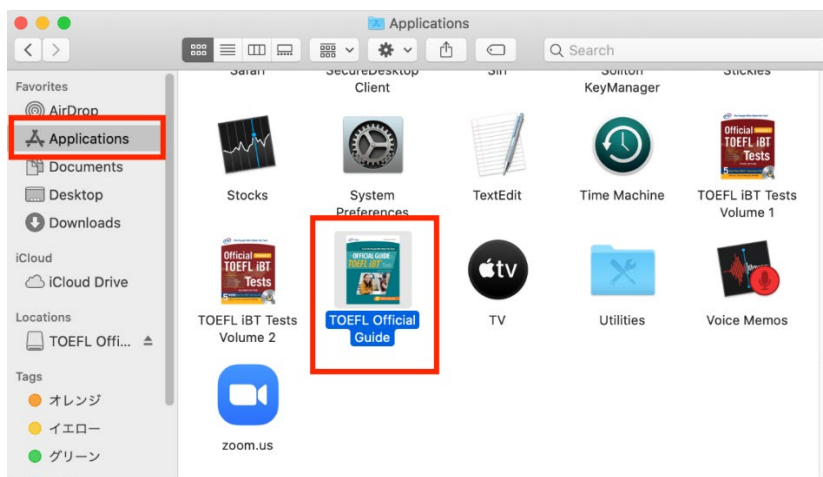 Applications
Search
Favorites
AirDrop
Applications
Documents
Desktop
Downloads
iCloud
iCloud Drive
Locations
TOEFL Offi...
Tags
オレンジ
イエロー
グリーン
Safari
SecureDesktop
Client
Siri
Soliton
KeyManager
Stickies
Stocks
System
Preferences
TextEdit
Time Machine
Official
TOEFL iBT
Tests
TOEFL iBT Tests
Volume 1
Official
TOEFL iBT
Tests
TOEFL iBT Tests
Volume 2
OFFICIAL GUIDE
TOEFL iBT
TOEFL Official
Guide
tv
TV
Utilities
Voice Memos
zoom.us